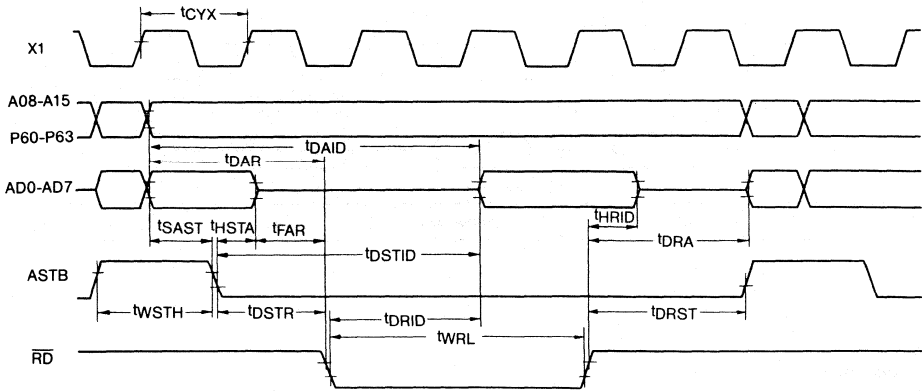 tCYX
X1
A08-A15
P60-P63
tDAID
tDAR
AD0-AD7
tSAST
tHSTA
tFAR
tHRID
tDSTID
tDRA
ASTB
tWSTH
tDSTR
tDRID
tDRST
tWRL
RD